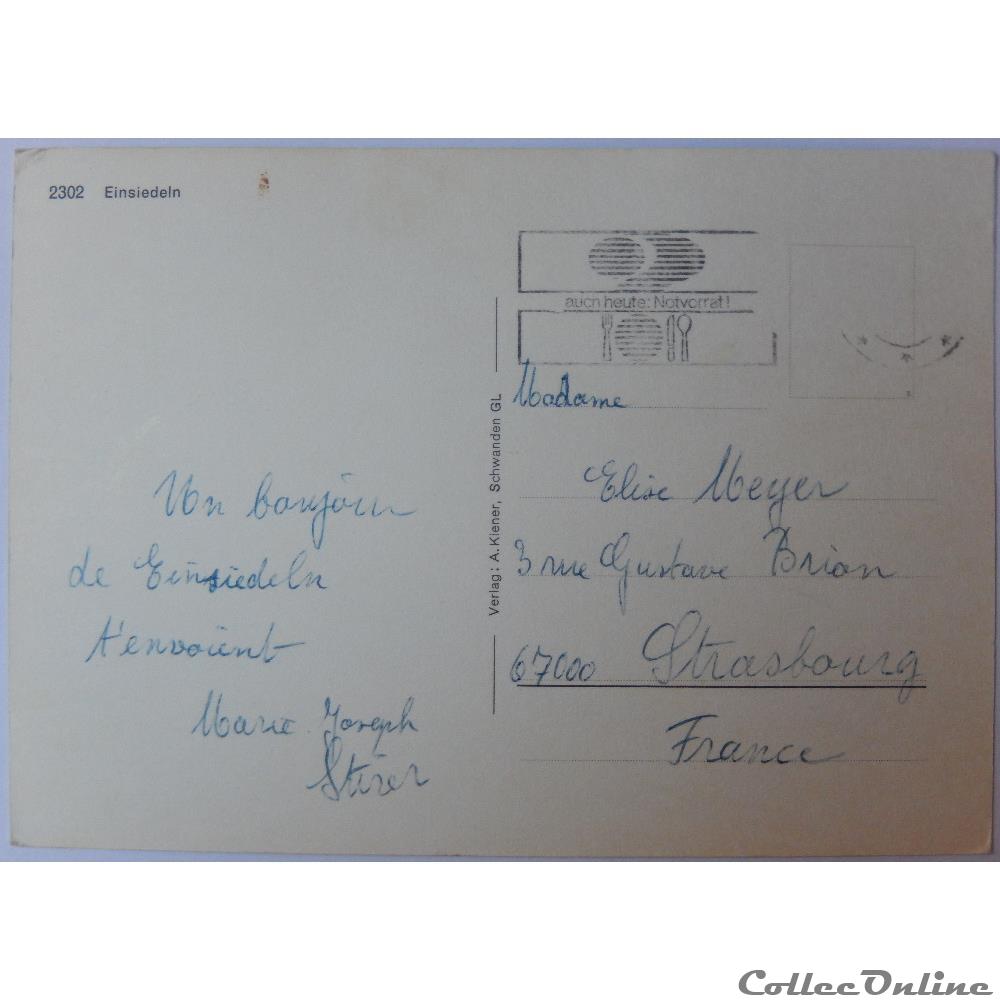 2302 Einsiedeln
auch heute: Notvorrat!
Verlag: A. Kiener, Schwanden GL
Un bonjour
de Einsiedeln
t'envoient
Marie. Joseph
Stirer
Madame
Elise Meyer
3 rue Gustave Brion
67000 Strasbourg
France
CollecOnline